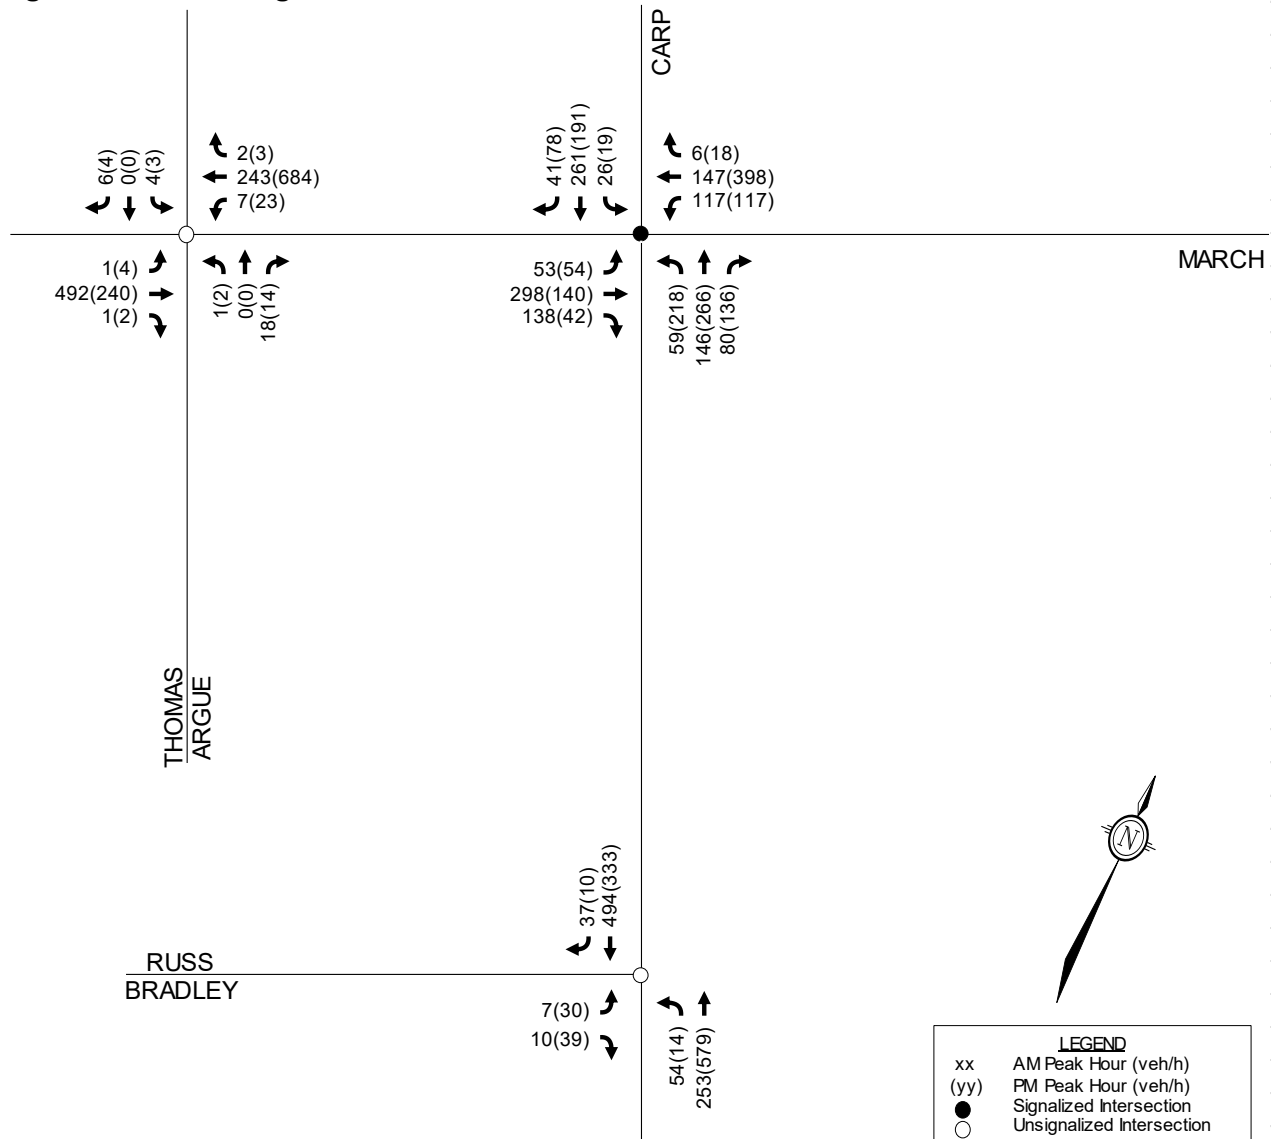 CARP
6(4)
0(0)
4(3)
2(3)
243(684)
7(23)
41(78)
261(191)
26(19)
6(18)
147(398)
117(117)
MARCH
1(4)
492(240)
1(2)
1(2)
0(0)
18(14)
53(54)
298(140)
138(42)
59(218)
146(266)
80(136)
THOMAS
ARGUE
N
37(10)
494(333)
RUSS
BRADLEY
7(30)
10(39)
54(14)
253(579)
LEGEND
xx AM Peak Hour (veh/h)
(yy) PM Peak Hour (veh/h)
Signalized Intersection
Unsignalized Intersection